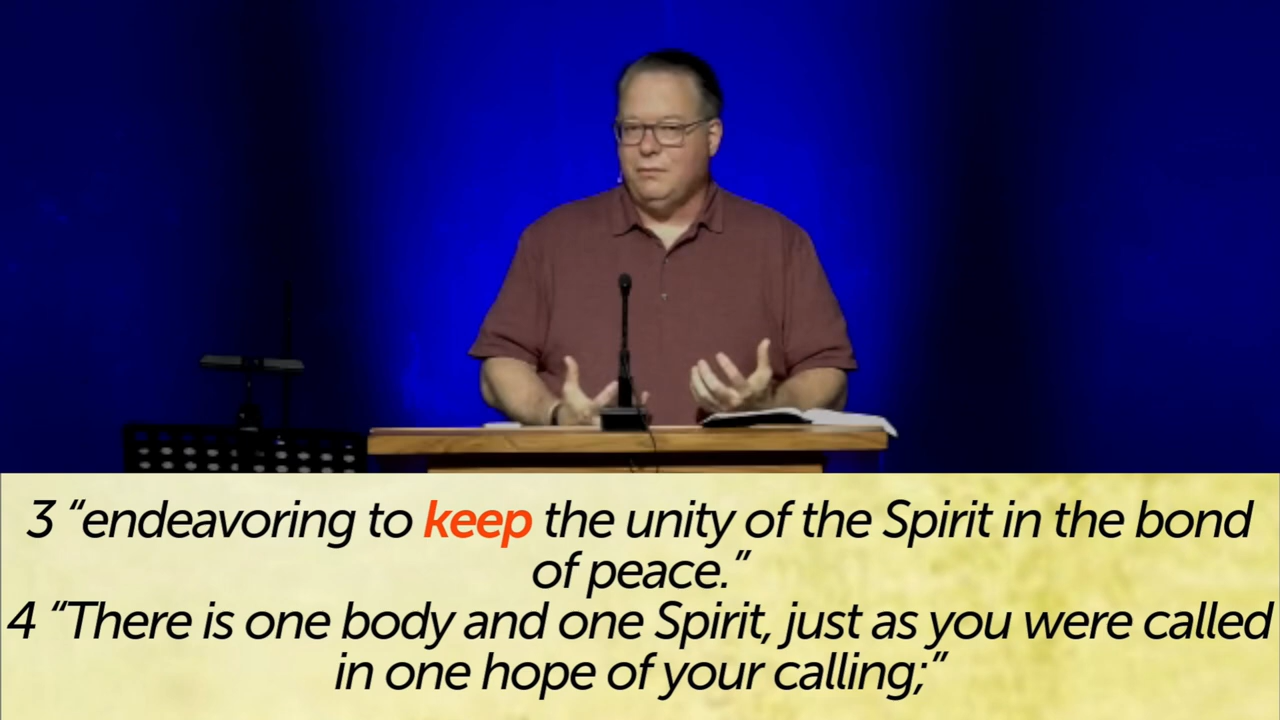 3 “endeavoring to keep the unity of the Spirit in the bond
of peace.”
4 “There is one body and one Spirit, just as you were called
in one hope of your calling;”